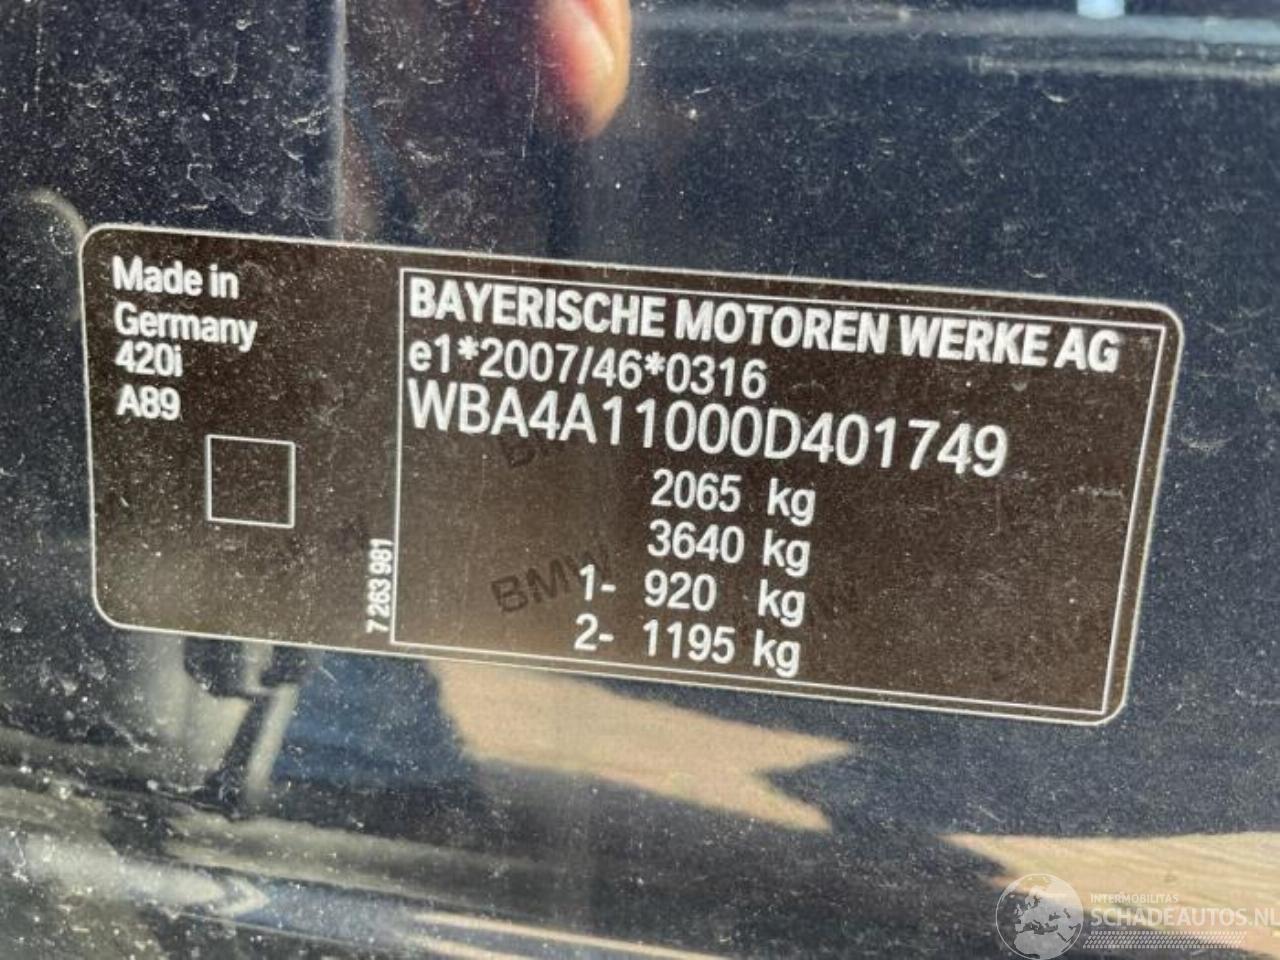 Made in
Germany
420i
A89
7 263 981
BAYERISCHE MOTOREN WERKE AG
e1*2007/46*0316
WBA4A11000D401749
2065 kg
3640 kg
1- 920 kg
2- 1195 kg
BMW
INTERMOBILITAS
SCHADEAUTOS.NL